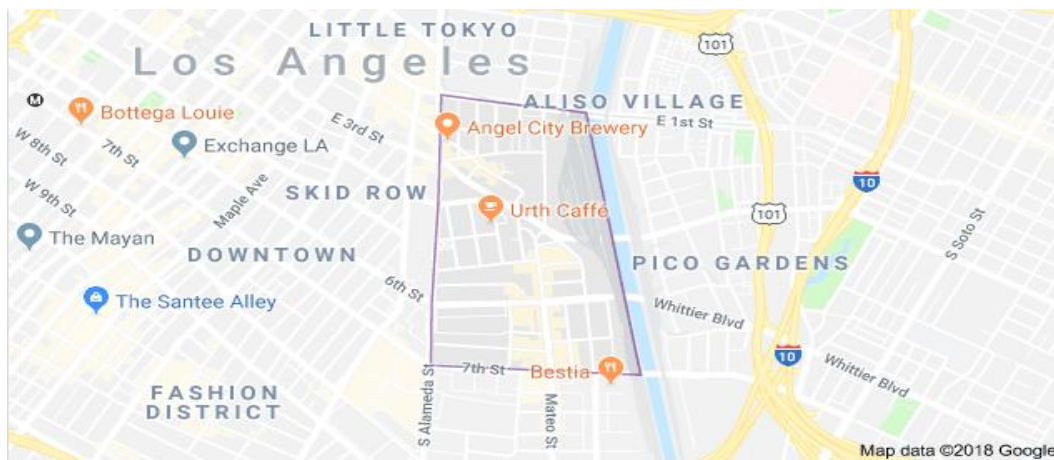 LITTLE TOKYO
Los Angeles
101
ALISO VILLAGE
M
Bottega Louie
E 3rd St
Angel City Brewery
E 1st St
W 8th St
7th St
Exchange LA
10
W 9th St
Maple Ave
SKID ROW
Urth Caffé
101
S Soto St
The Mayan
DOWNTOWN
PICO GARDENS
6th St
The Santee Alley
Whittier Blvd
10
Whittier Blvd
7th St
Bestia
FASHION
DISTRICT
S Alameda St
Mateo St
Map data ©2018 Google